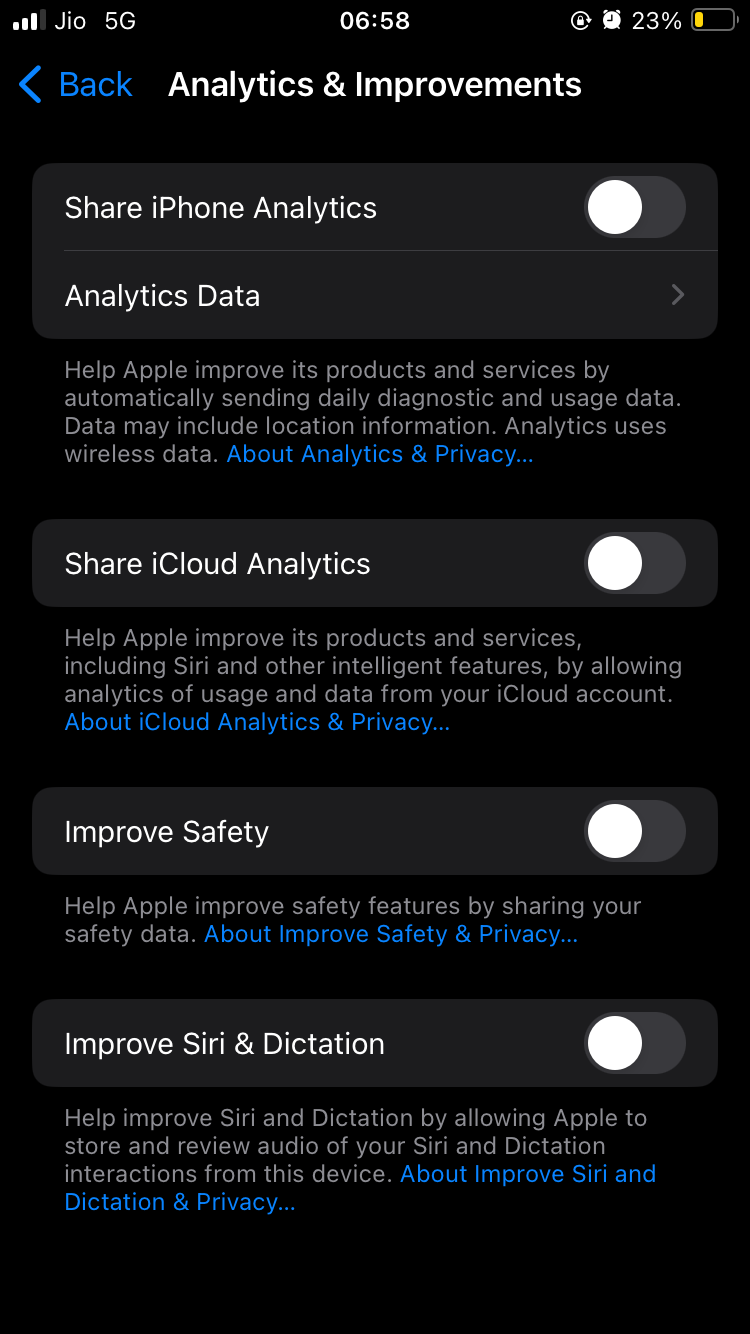 Jio 5G 06:58 23%
Back Analytics & Improvements
Share iPhone Analytics
Analytics Data
Help Apple improve its products and services by
automatically sending daily diagnostic and usage data.
Data may include location information. Analytics uses
wireless data. About Analytics & Privacy...
Share iCloud Analytics
Help Apple improve its products and services,
including Siri and other intelligent features, by allowing
analytics of usage and data from your iCloud account.
About iCloud Analytics & Privacy...
Improve Safety
Help Apple improve safety features by sharing your
safety data. About Improve Safety & Privacy...
Improve Siri & Dictation
Help improve Siri and Dictation by allowing Apple to
store and review audio of your Siri and Dictation
interactions from this device. About Improve Siri and
Dictation & Privacy...